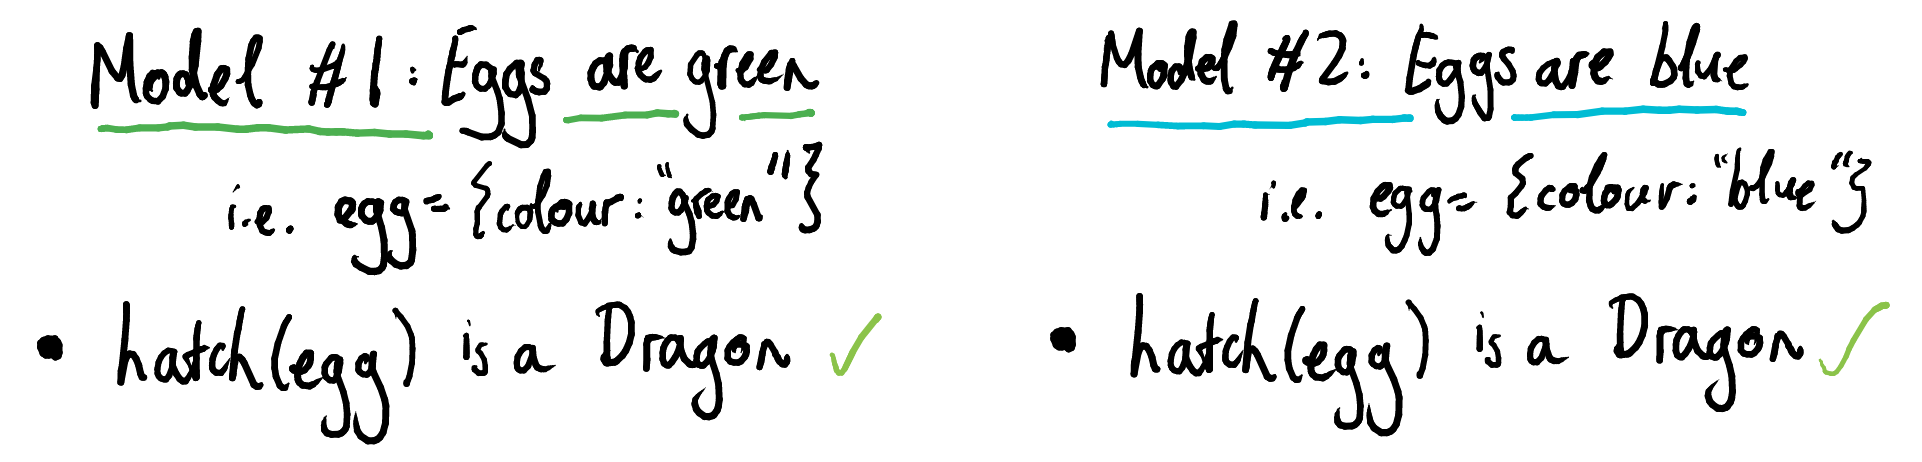 Model #1: Eggs are green
i.e. egg = {colour: "green"}
• hatch(egg) is a Dragon ✓
Model #2: Eggs are blue
i.e. egg = {colour: "blue"}
• hatch(egg) is a Dragon ✓